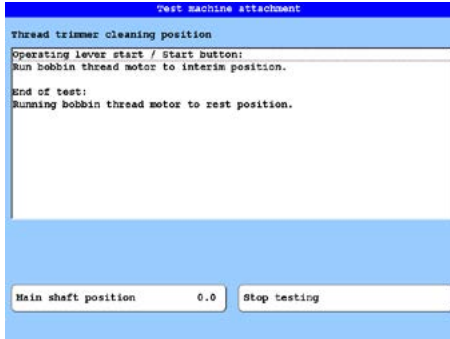 Test machine attachment
Thread trimmer cleaning position
Operating lever start / Start button:
Run bobbin thread motor to interim position.
End of test:
Running bobbin thread motor to rest position.
Main shaft position 0.0 Stop testing